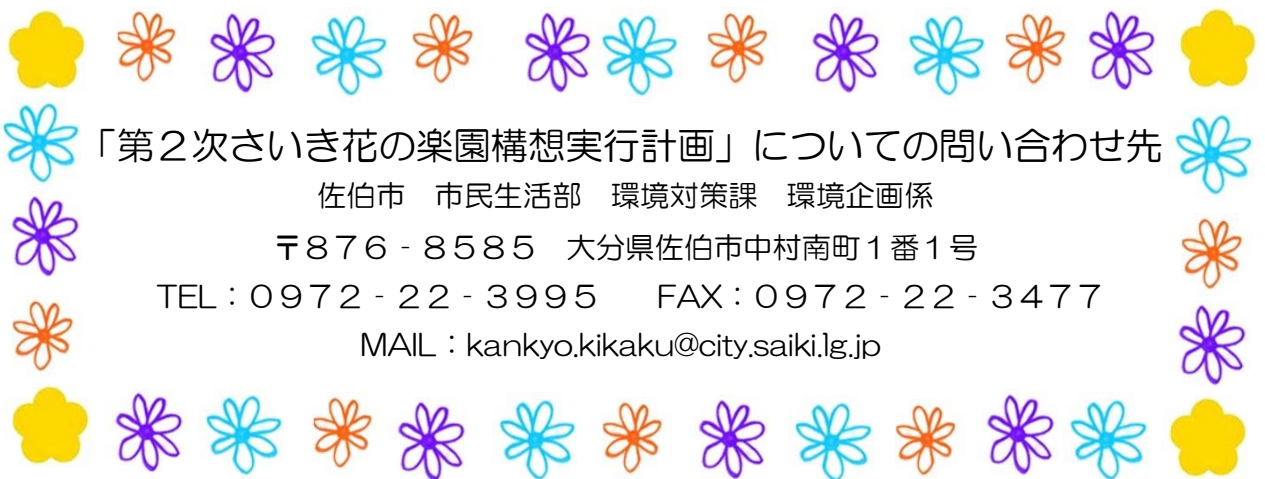 「第２次さいき花の楽園構想実行計画」についての問い合わせ先
佐伯市　市民生活部　環境対策課　環境企画係
〒８７６‐８５８５　大分県佐伯市中村南町１番１号
TEL：０９７２‐２２‐３９９５　　FAX：０９７２‐２２‐３４７７
MAIL：kankyo.kikaku@city.saiki.lg.jp